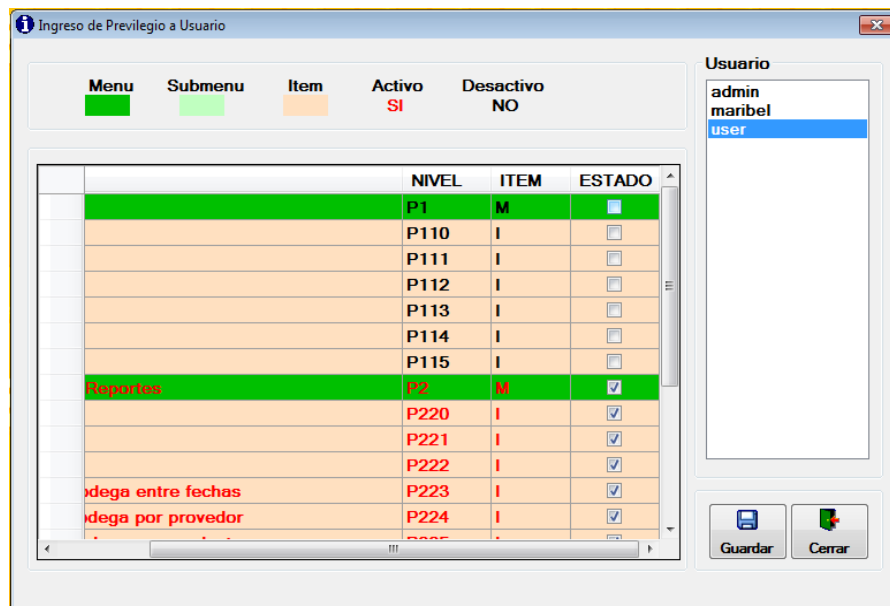 Ingreso de Previlegio a Usuario
Menu Submenu Item Activo Desactivo
SI NO
Usuario
admin
maribel
user
NIVEL ITEM ESTADO
P1 M
P110 I
P111 I
P112 I
P113 I
P114 I
P115 I
Reportes P2 M
P220 I
P221 I
P222 I
odega entre fechas P223 I
odega por provedor P224 I
Guardar Cerrar